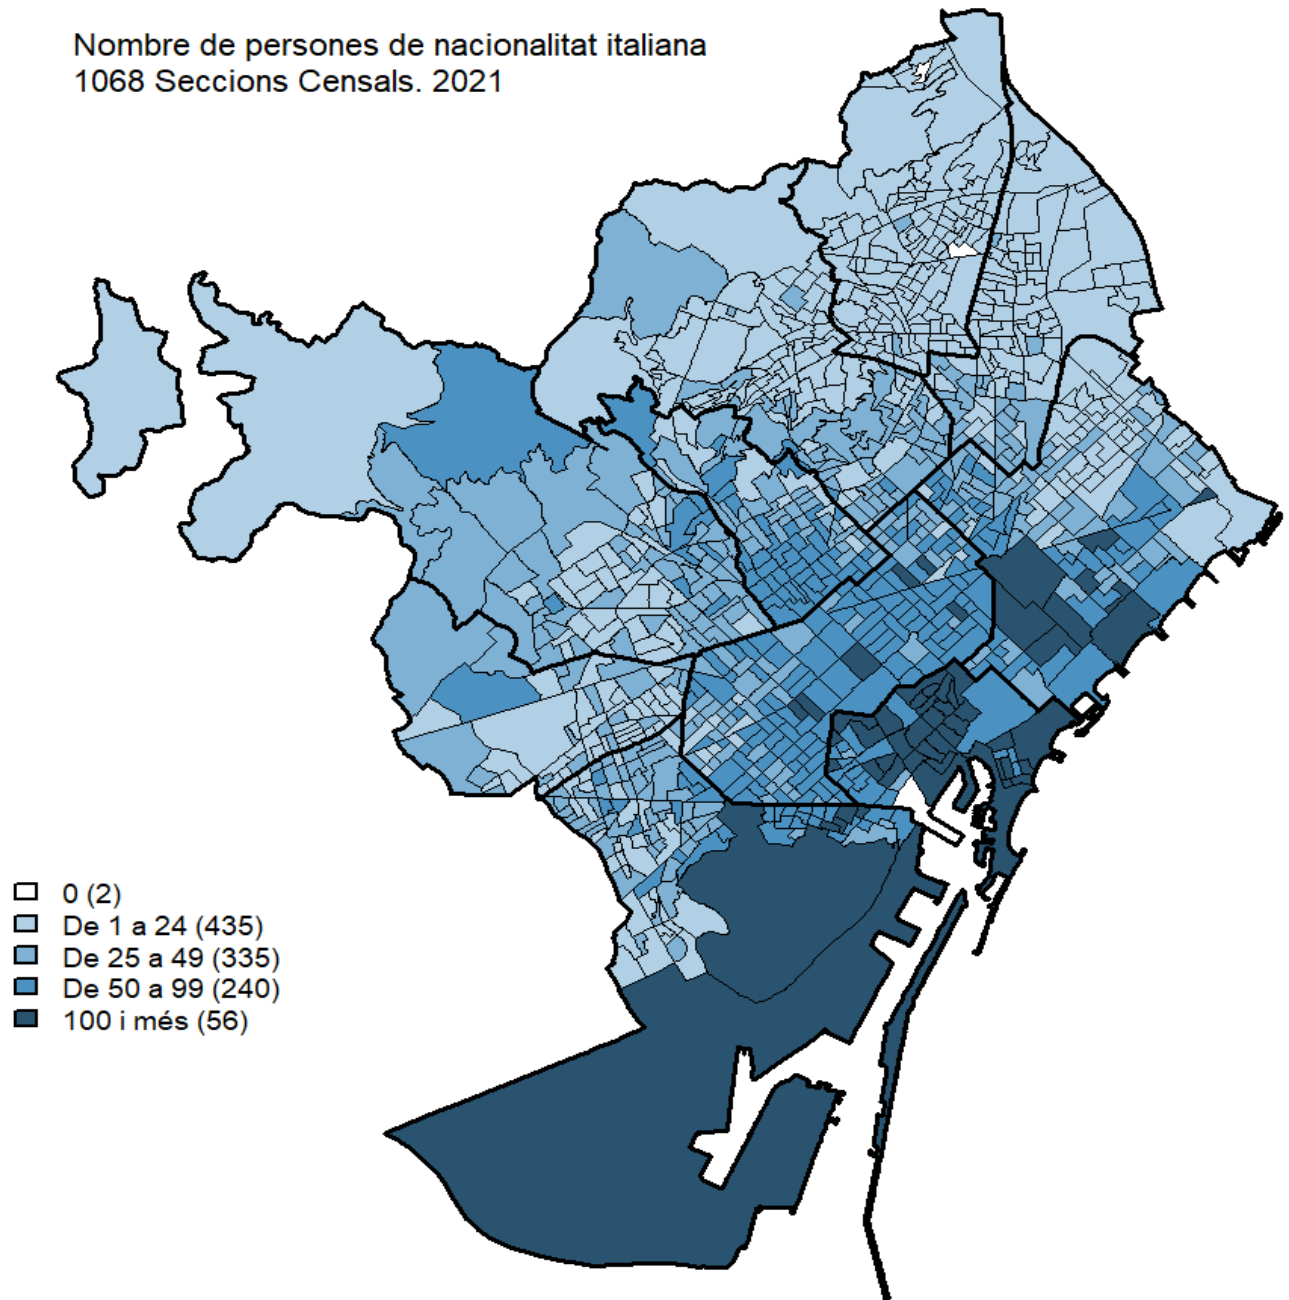 Nombre de persones de nacionalitat italiana
1068 Seccions Censals. 2021
0 (2)
De 1 a 24 (435)
De 25 a 49 (335)
De 50 a 99 (240)
100 i més (56)